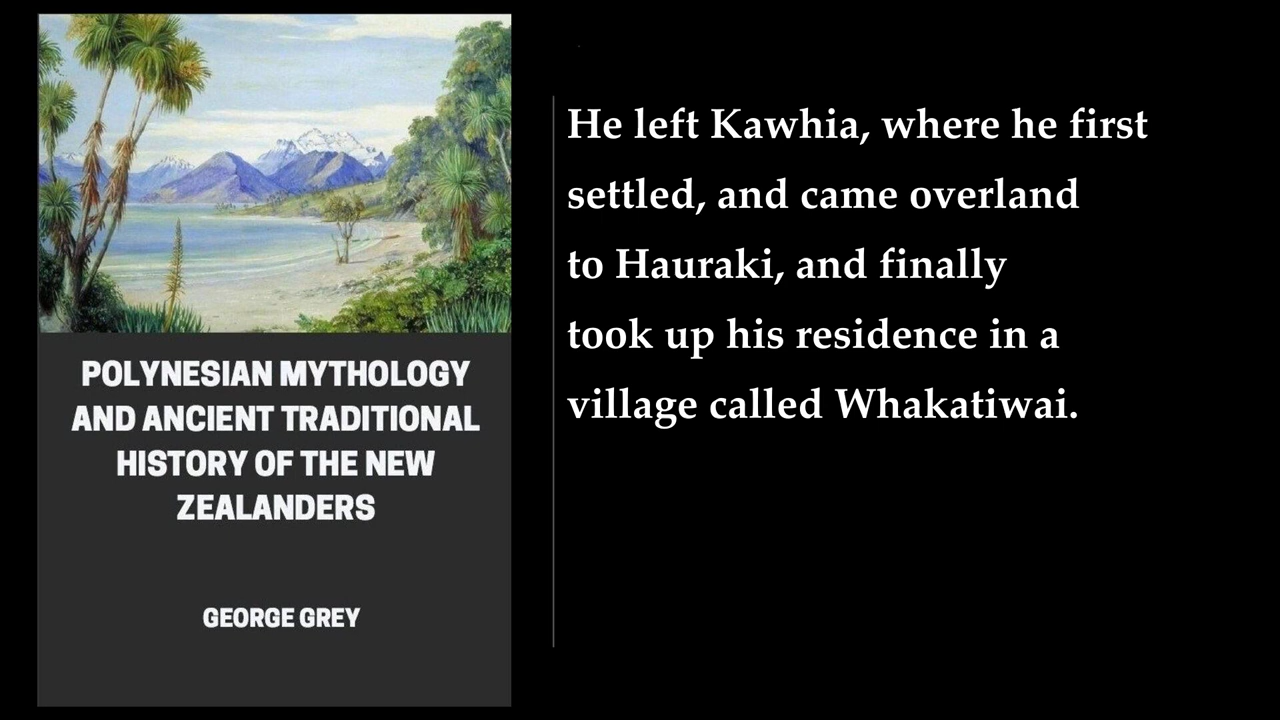 POLYNESIAN MYTHOLOGY
AND ANCIENT TRADITIONAL
HISTORY OF THE NEW
ZEALANDERS
GEORGE GREY
He left Kawhia, where he first
settled, and came overland
to Hauraki, and finally
took up his residence in a
village called Whakatiwai.